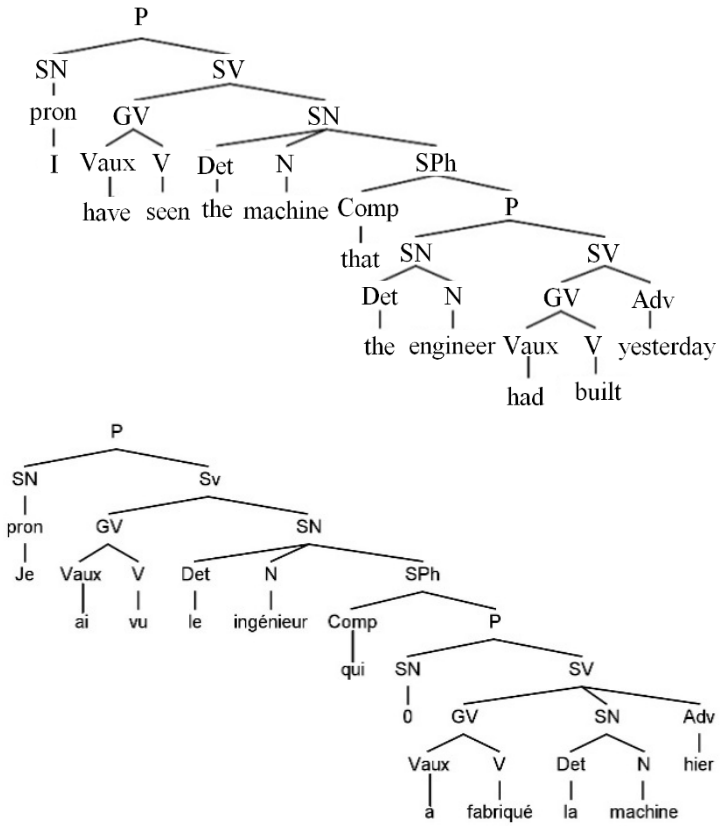 P
SN SV
pron GV SN
I Vaux V Det N SPh
have seen the machine Comp P
that SN SV
Det N GV Adv
the engineer Vaux V yesterday
had built
P
SN Sv
pron GV SN
Je Vaux V Det N SPh
ai vu le ingénieur Comp P
qui SN SV
0 GV SN Adv
Vaux V Det N hier
a fabriqué la machine